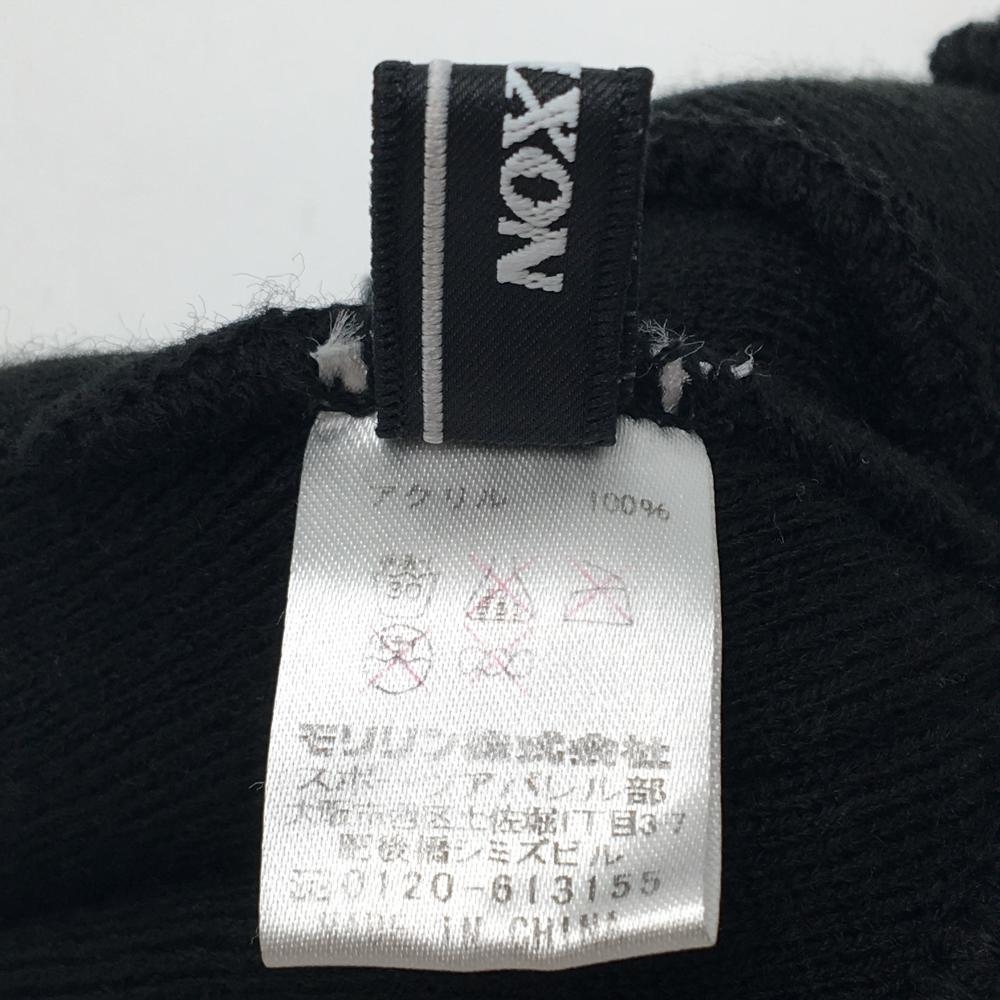 アクリル 100%
30
モリリン株式会社
スポーツアパレル部
大阪市西区土佐堀1丁目3-7
肥後橋シミズビル
0120-613155
MADE IN CHINA